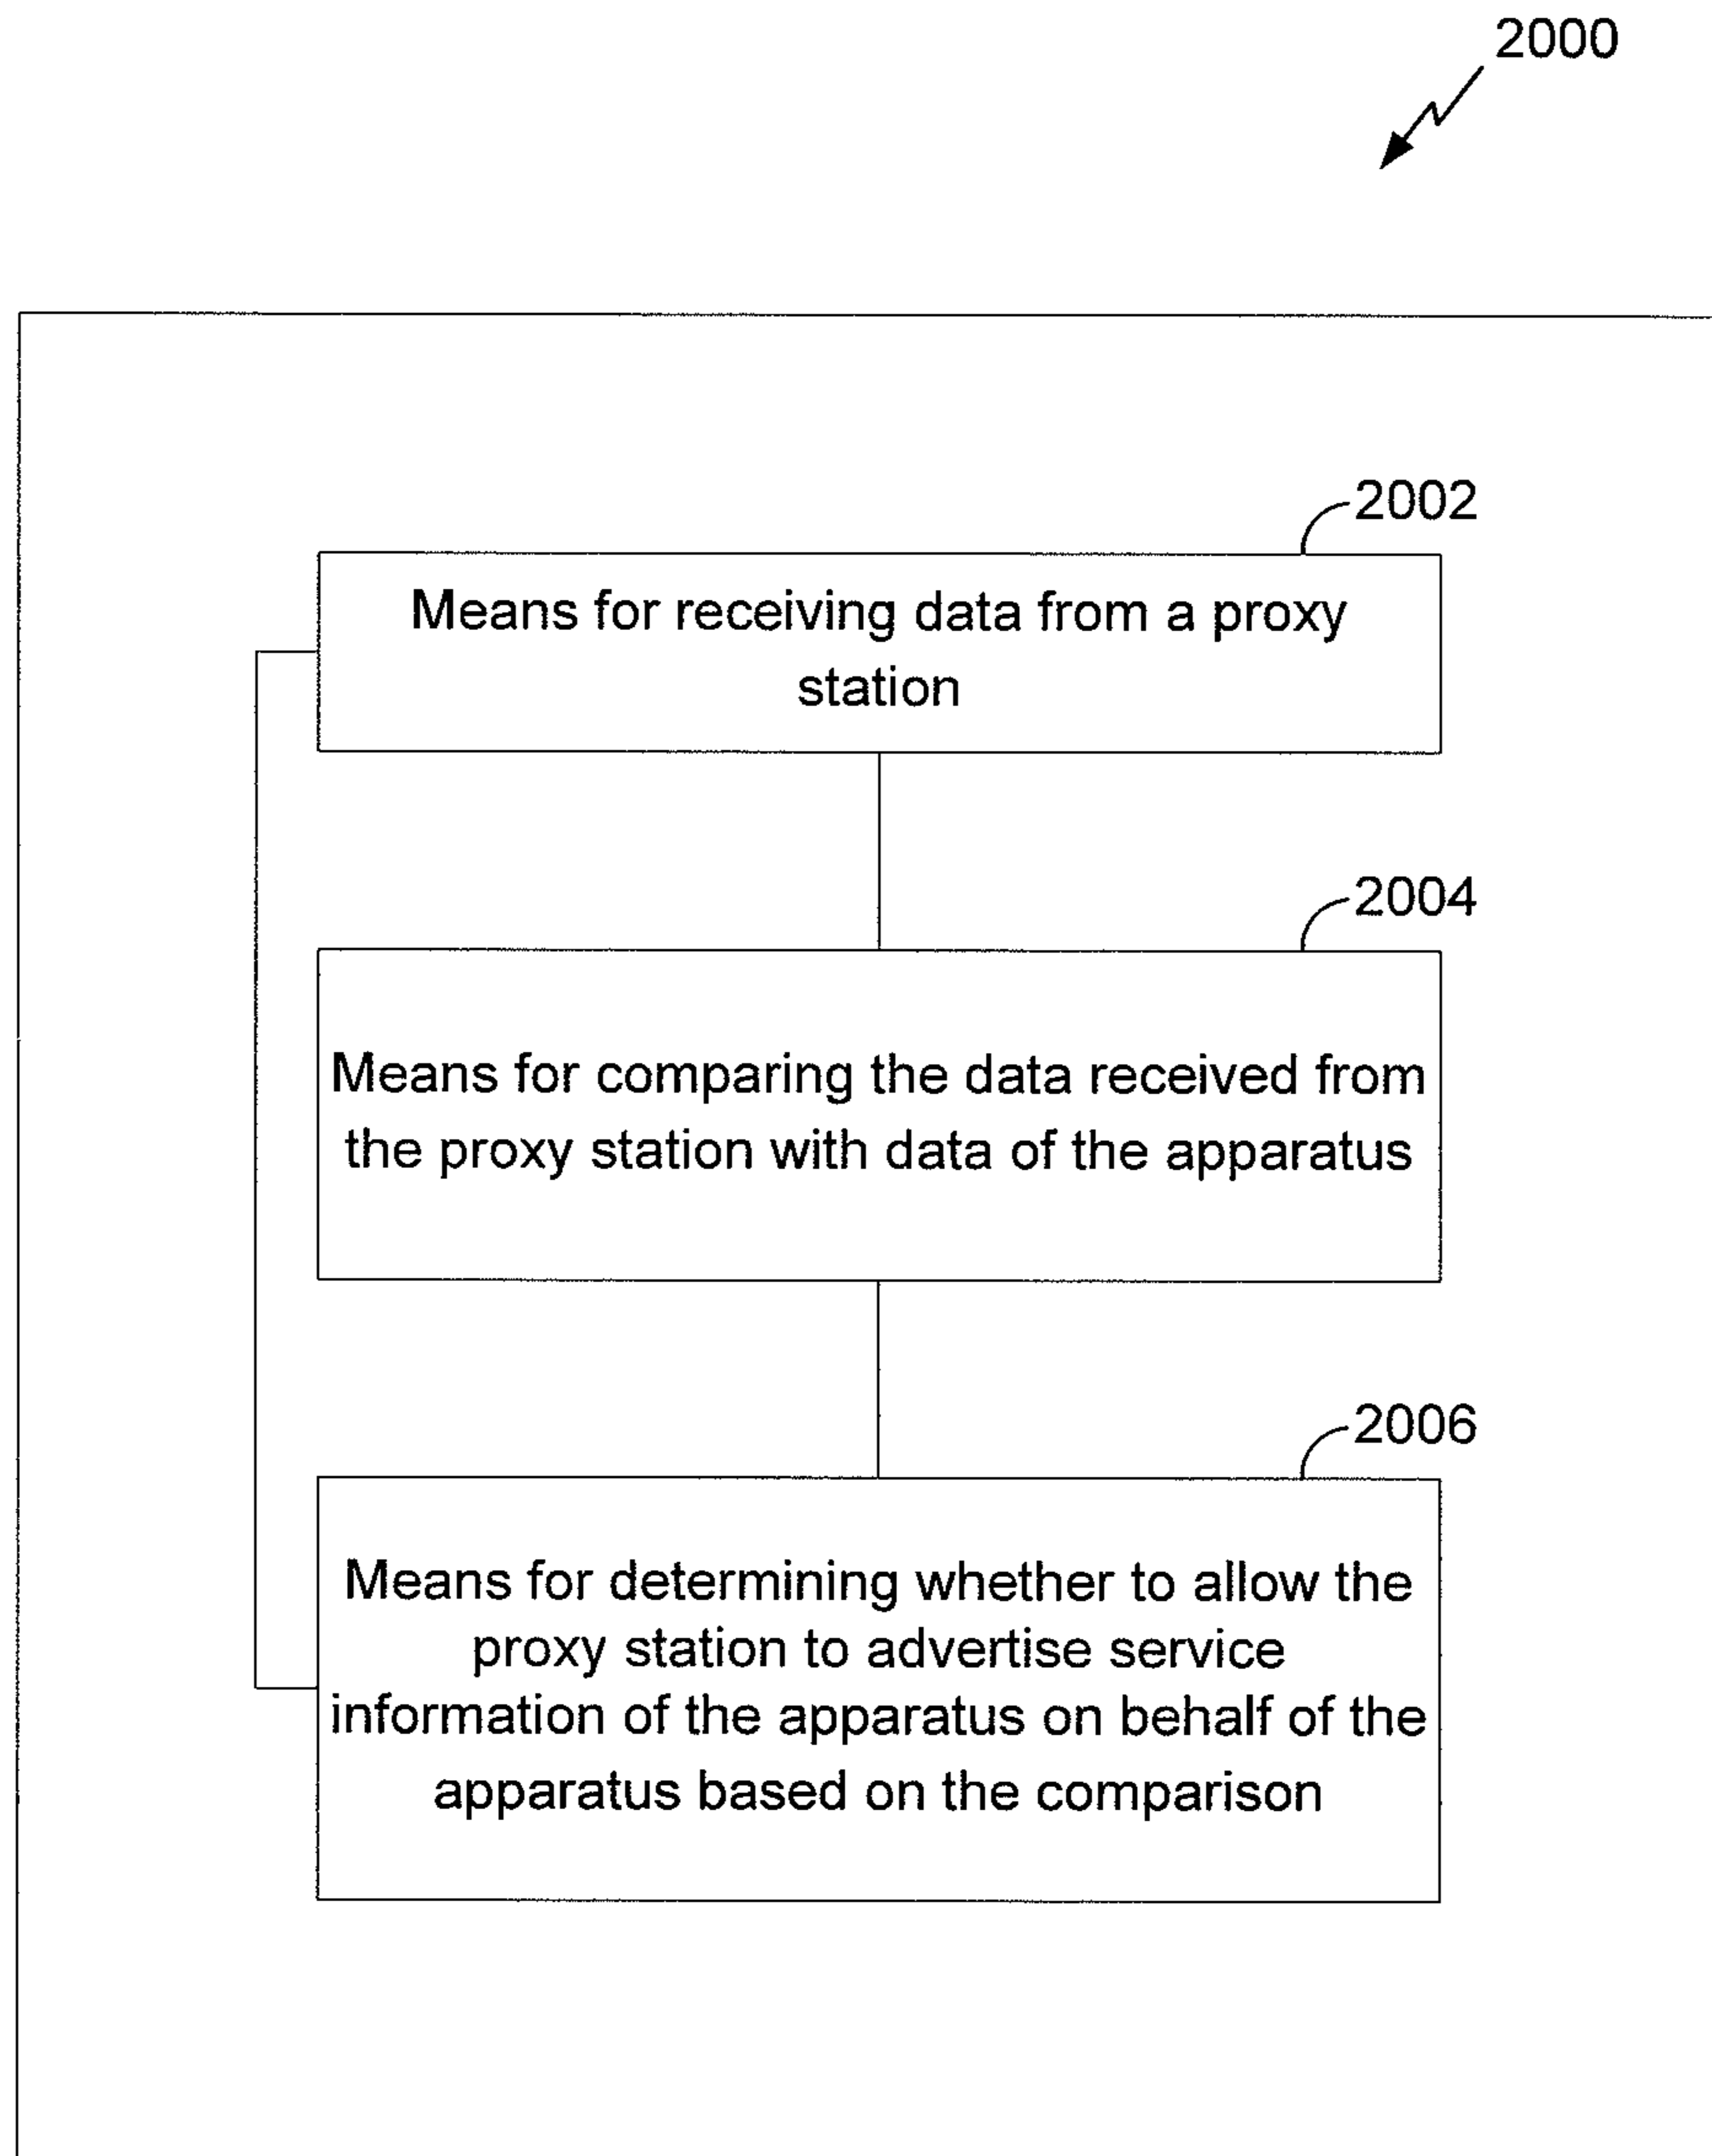 2000
2002
Means for receiving data from a proxy
station
2004
Means for comparing the data received from
the proxy station with data of the apparatus
2006
Means for determining whether to allow the
proxy station to advertise service
information of the apparatus on behalf of the
apparatus based on the comparison